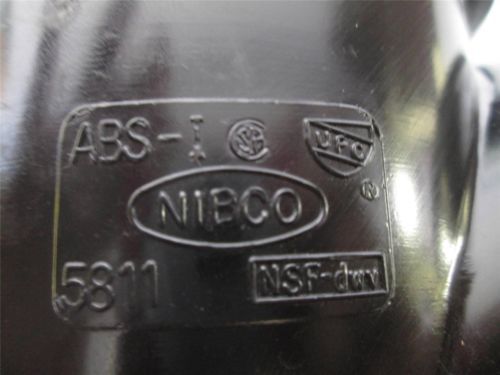 ABS-I UPC
NIBCO ®
5811 NSF-dwv